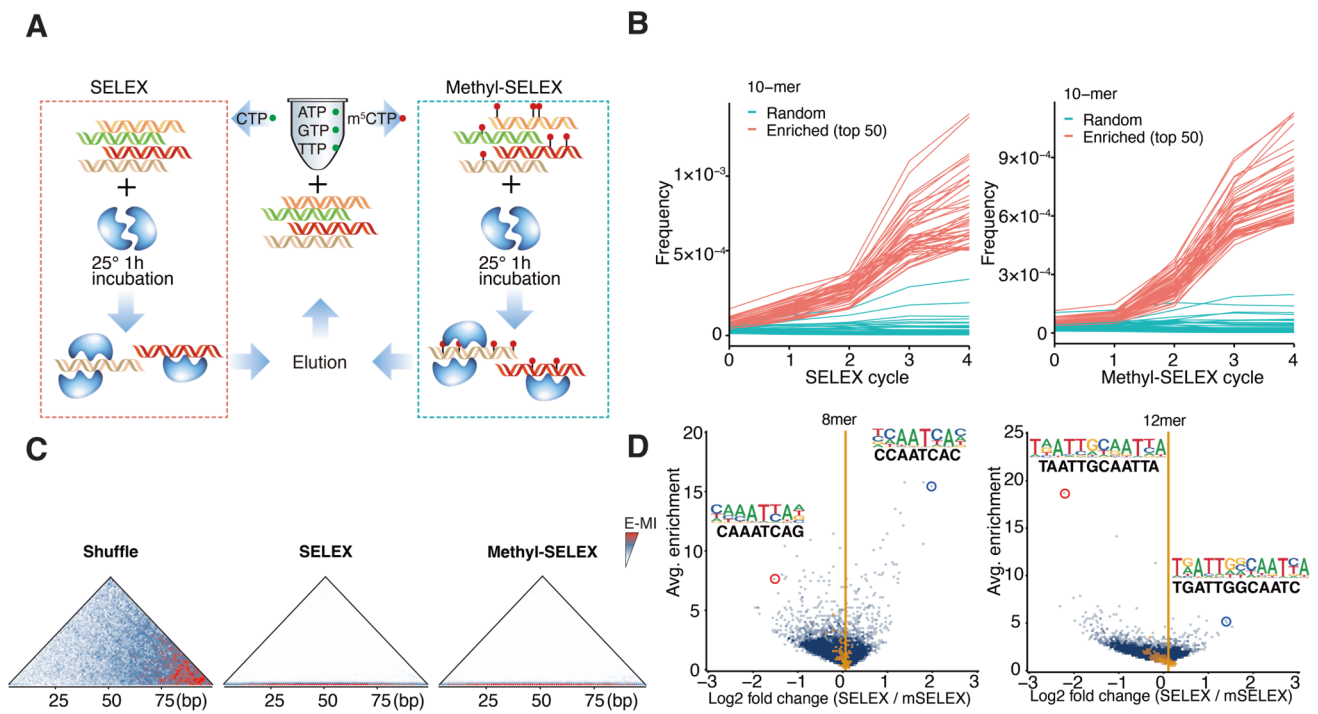 A
SELEX
Methyl-SELEX
CTP
ATP
GTP
TTP
m⁵CTP
+
+
+
25° 1h
incubation
25° 1h
incubation
Elution
B
10−mer
Random
Enriched (top 50)
Frequency
1×10⁻³
5×10⁻⁴
0
0 1 2 3 4
SELEX cycle
10−mer
Random
Enriched (top 50)
Frequency
9×10⁻⁴
6×10⁻⁴
3×10⁻⁴
0
0 1 2 3 4
Methyl-SELEX cycle
C
E-MI
Shuffle
SELEX
Methyl-SELEX
25 50 75(bp)
25 50 75(bp)
25 50 75(bp)
D
8mer
Avg. enrichment
20
15
10
5
0
CCAATCAC
CAAATCAG
−3 −2 −1 0 1 2 3
Log2 fold change (SELEX / mSELEX)
12mer
Avg. enrichment
25
20
15
10
5
0
TAATTGCAATTA
TGATTGGCAATC
−3 −2 −1 0 1 2 3
Log2 fold change (SELEX / mSELEX)